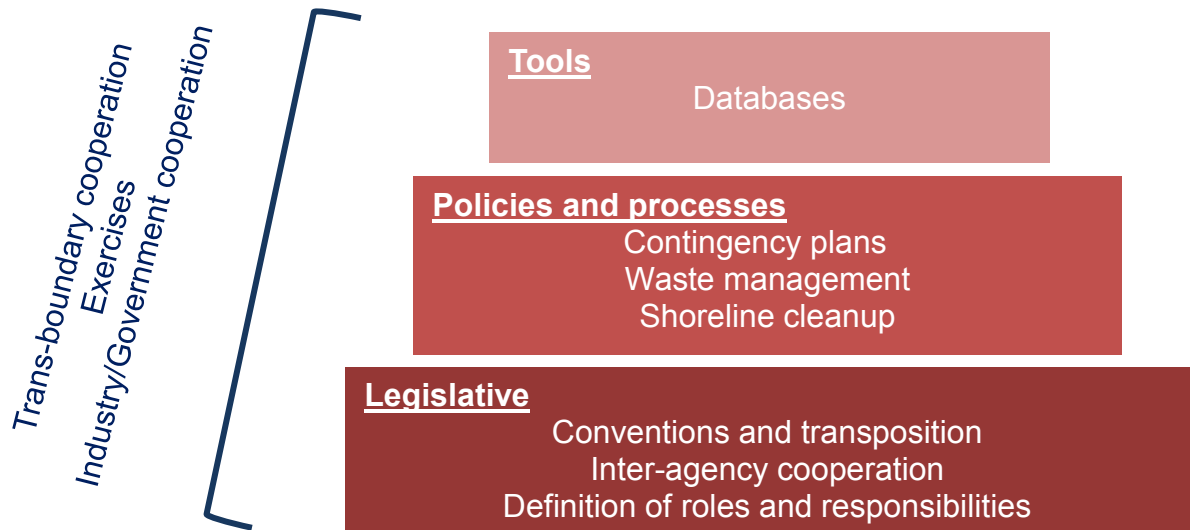 Trans-boundary cooperation
Exercises
Industry/Government cooperation
Tools
Databases
Policies and processes
Contingency plans
Waste management
Shoreline cleanup
Legislative
Conventions and transposition
Inter-agency cooperation
Definition of roles and responsibilities